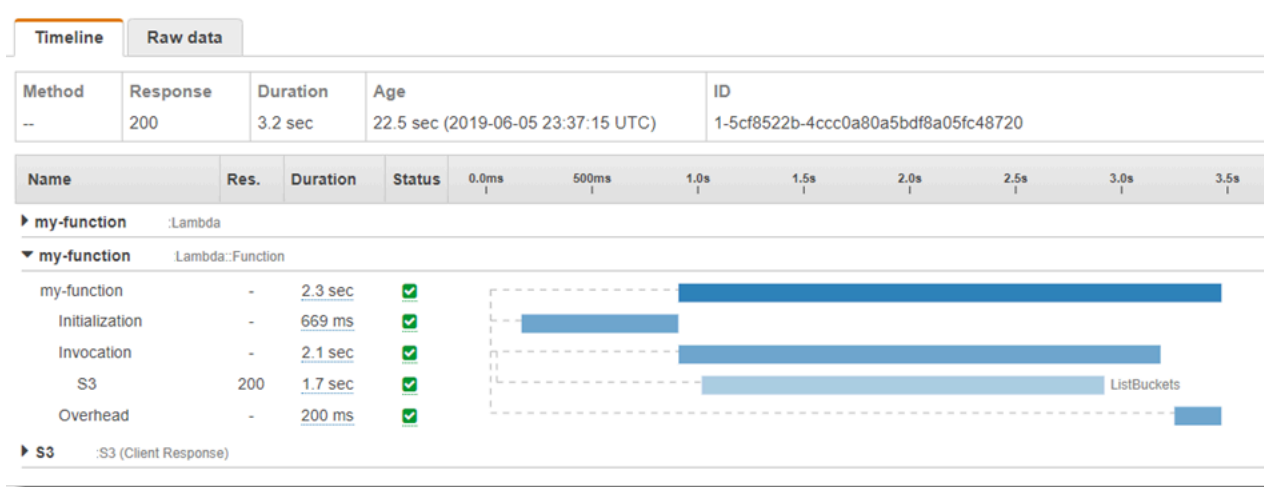 Timeline Raw data
Method Response Duration Age ID
-- 200 3.2 sec 22.5 sec (2019-06-05 23:37:15 UTC) 1-5cf8522b-4ccc0a80a5bdf8a05fc48720
Name Res. Duration Status 0.0ms 500ms 1.0s 1.5s 2.0s 2.5s 3.0s 3.5s
my-function :Lambda
my-function :Lambda::Function
my-function - 2.3 sec
Initialization - 669 ms
Invocation - 2.1 sec
S3 200 1.7 sec ListBuckets
Overhead - 200 ms
S3 :S3 (Client Response)